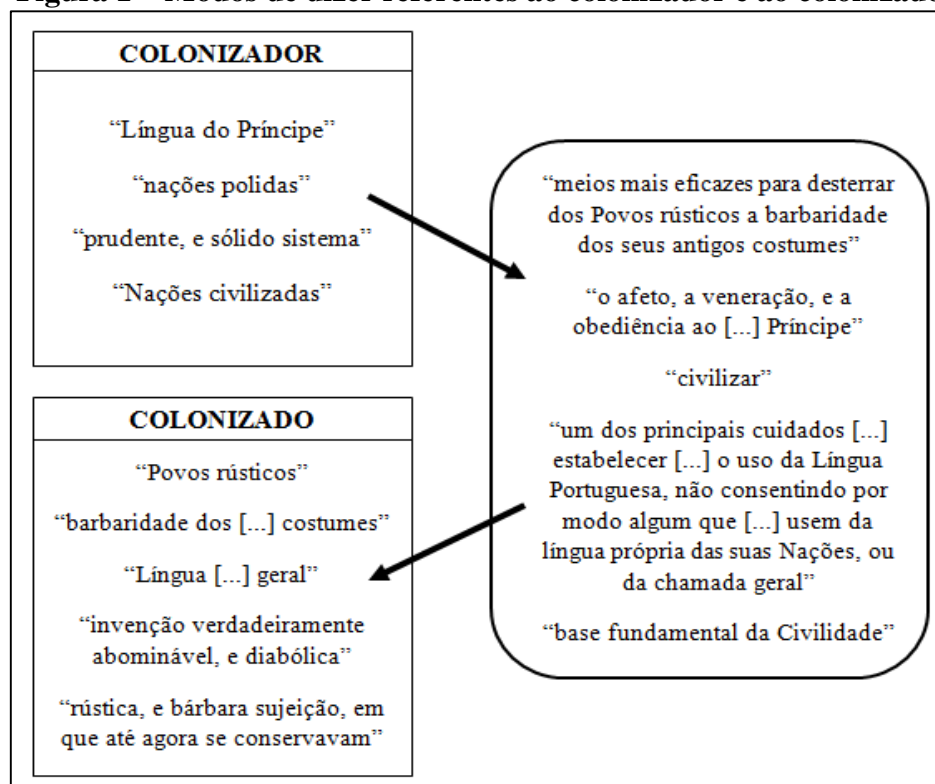 Figura 1 – Modos de dizer referentes ao colonizador e ao colonizado
COLONIZADOR
“Língua do Príncipe”
“nações polidas”
“prudente, e sólido sistema”
“Nações civilizadas”
“meios mais eficazes para desterrar
dos Povos rústicos a barbaridade
dos seus antigos costumes”
“o afeto, a veneração, e a
obediência ao [...] Príncipe”
“civilizar”
“um dos principais cuidados [...]
estabelecer [...] o uso da Língua
Portuguesa, não consentindo por
modo algum que [...] usem da
língua própria das suas Nações, ou
da chamada geral”
“base fundamental da Civilidade”
COLONIZADO
“Povos rústicos”
“barbaridade dos [...] costumes”
“Língua [...] geral”
“invenção verdadeiramente
abominável, e diabólica”
“rústica, e bárbara sujeição, em
que até agora se conservavam”